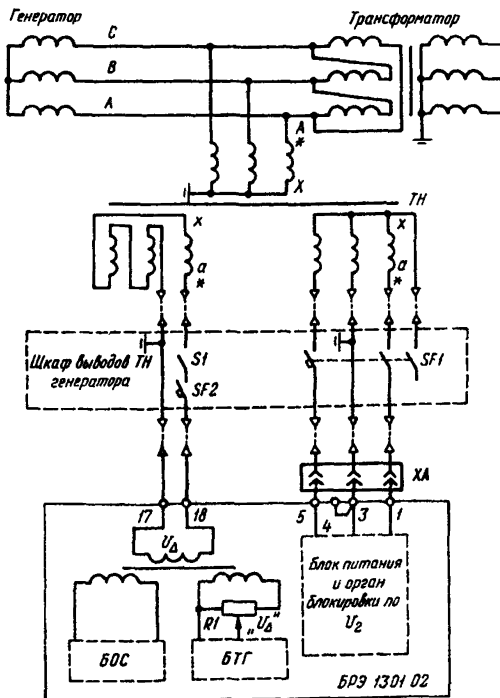 Генератор
Трансформатор
C
B
A
A
*
X
ТН
x
a
*
x
a
*
Шкаф выводов ТН
генератора
S1
SF2
SF1
XA
17
18
5
4
3
1
U∆
R1
"U∆"
БОС
БТГ
Блок питания
и орган
блокировки по
U₂
БРЭ 1301 02